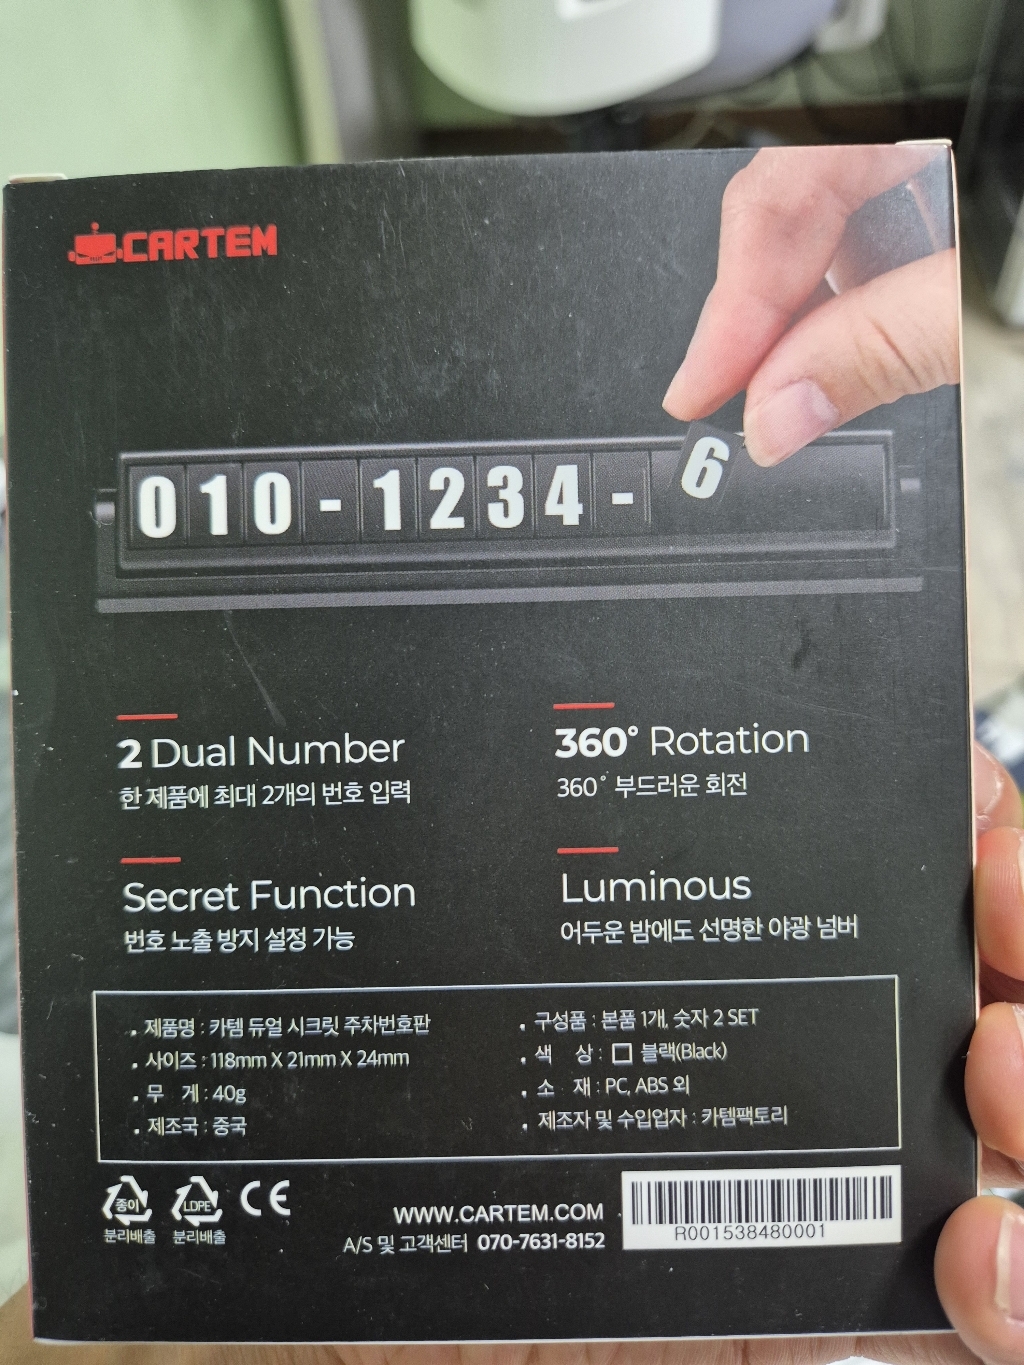 CARTEM
010-1234-
6
2 Dual Number
한 제품에 최대 2개의 번호 입력
360° Rotation
360° 부드러운 회전
Secret Function
번호 노출 방지 설정 가능
Luminous
어두운 밤에도 선명한 야광 넘버
• 제품명 : 카템 듀얼 시크릿 주차번호판
• 사이즈 : 118mm X 21mm X 24mm
• 무 게 : 40g
• 제조국 : 중국
• 구성품 : 본품 1개, 숫자 2 SET
• 색 상 : □ 블랙(Black)
• 소 재 : PC, ABS 외
• 제조자 및 수입업자 : 카템팩토리
종이
분리배출
LDPE
분리배출
CE
WWW.CARTEM.COM
A/S 및 고객센터 070-7631-8152
R001538480001